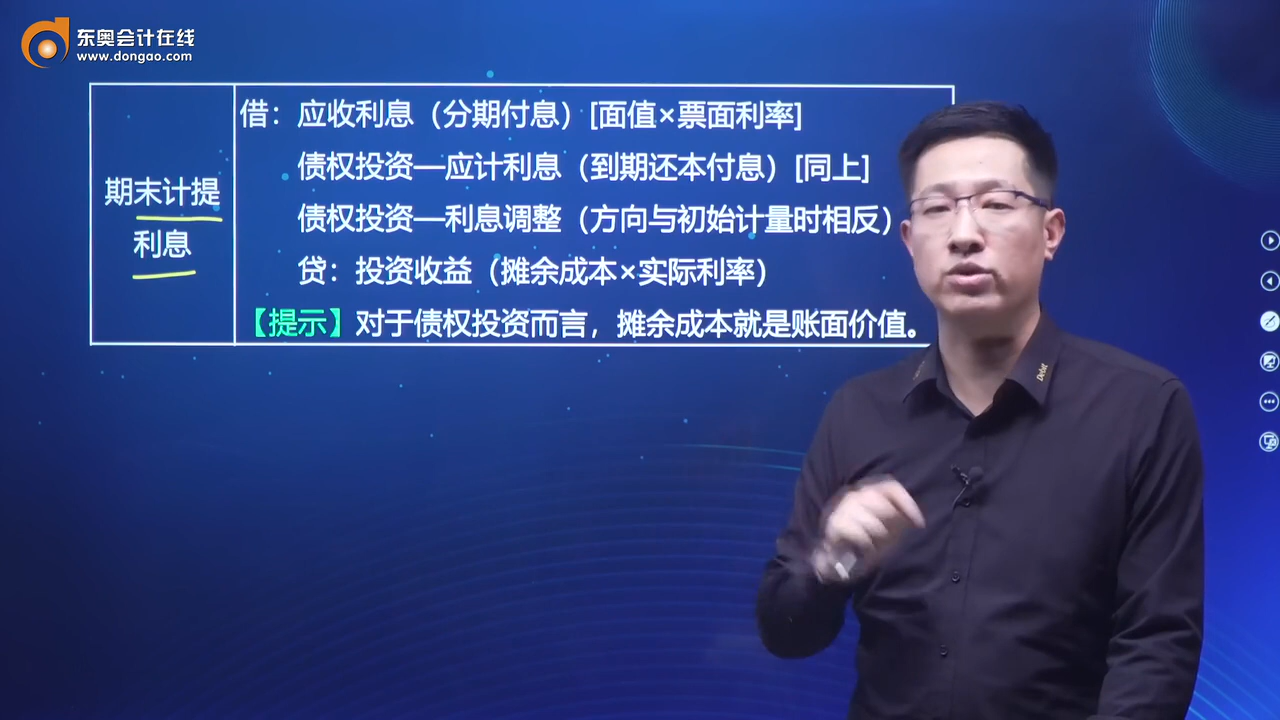 东奥会计在线
www.dongao.com
期末计提
利息
借：应收利息（分期付息）[面值×票面利率]
债权投资—应计利息（到期还本付息）[同上]
债权投资—利息调整（方向与初始计量时相反）
贷：投资收益（摊余成本×实际利率）
【提示】对于债权投资而言，摊余成本就是账面价值。
Debit